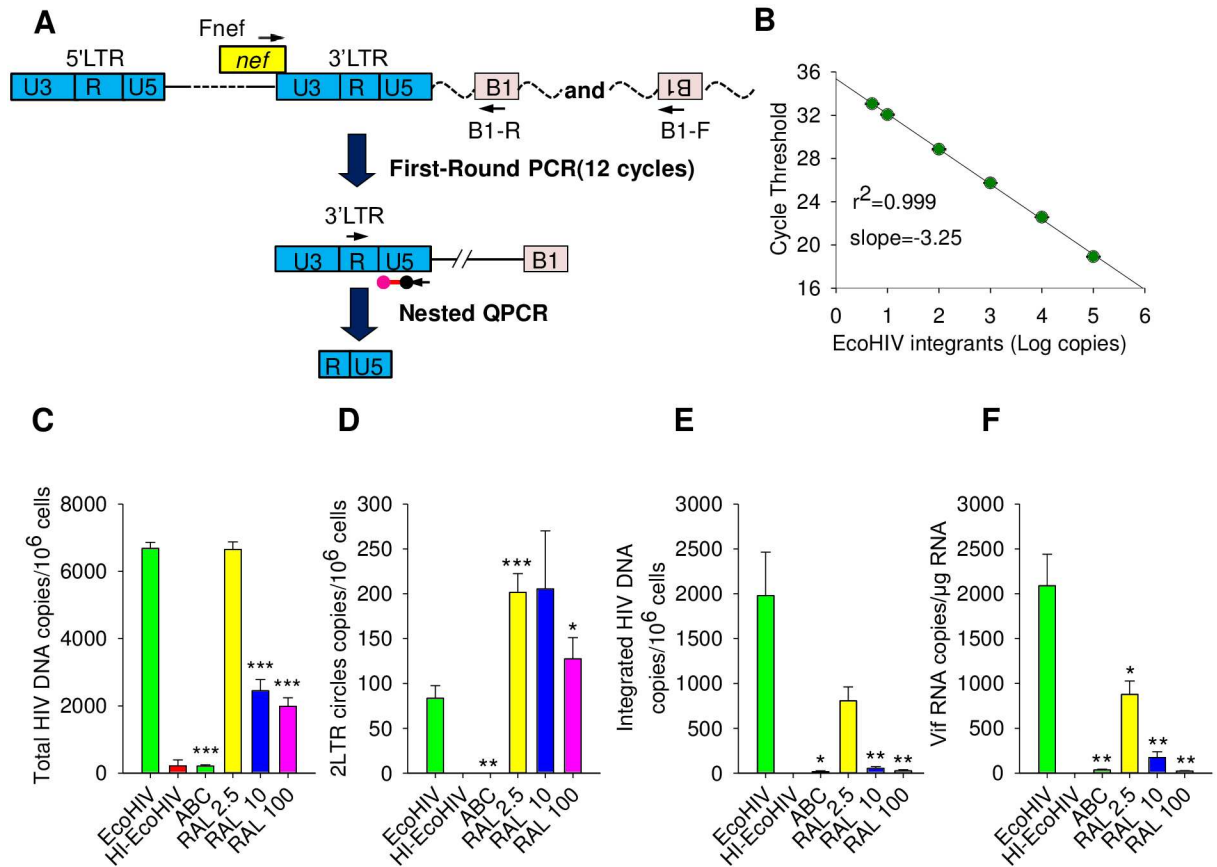 A
Fnef
nef
5'LTR
3'LTR
U3 R U5
U3 R U5
B1
and
B1
B1-R
B1-F
First-Round PCR(12 cycles)
3'LTR
U3 R U5
B1
Nested QPCR
R U5
B
Cycle Threshold
36
32
28
24
20
16
r2=0.999
slope=-3.25
0 1 2 3 4 5 6
EcoHIV integrants (Log copies)
C
Total HIV DNA copies/10^6 cells
8000
6000
4000
2000
0
***
***
***
EcoHIV
HI-EcoHIV
ABC
RAL 2.5
RAL 10
RAL 100
D
2LTR circles copies/10^6 cells
300
250
200
150
100
50
0
**
***
*
EcoHIV
HI-EcoHIV
ABC
RAL 2.5
RAL 10
RAL 100
E
Integrated HIV DNA
copies/10^6 cells
3000
2500
2000
1500
1000
500
0
*
**
**
EcoHIV
HI-EcoHIV
ABC
RAL 2.5
RAL 10
RAL 100
F
Vif RNA copies/µg RNA
3000
2500
2000
1500
1000
500
0
**
*
**
**
EcoHIV
HI-EcoHIV
ABC
RAL 2.5
RAL 10
RAL 100